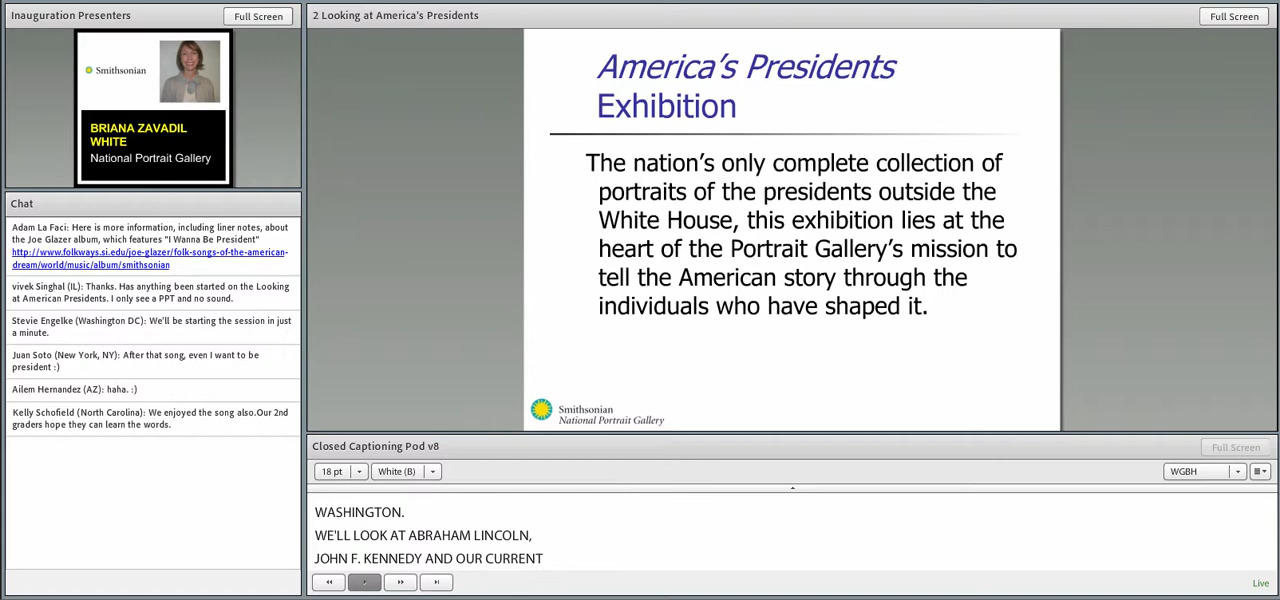 Inauguration Presenters
Full Screen
Smithsonian
BRIANA ZAVADIL
WHITE
National Portrait Gallery
Chat
Adam La Faci: Here is more information, including liner notes, about
the Joe Glazer album, which features "I Wanna Be President"
http://www.folkways.si.edu/joe-glazer/folk-songs-of-the-american-
dream/world/music/album/smithsonian
vivek Singhal (IL): Thanks. Has anything been started on the Looking
at American Presidents. I only see a PPT and no sound.
Stevie Engelke (Washington DC): We'll be starting the session in just
a minute.
Juan Soto (New York, NY): After that song, even I want to be
president :)
Ailem Hernandez (AZ): haha. :)
Kelly Schofield (North Carolina): We enjoyed the song also.Our 2nd
graders hope they can learn the words.
2 Looking at America's Presidents
Full Screen
America's Presidents
Exhibition
The nation's only complete collection of
portraits of the presidents outside the
White House, this exhibition lies at the
heart of the Portrait Gallery's mission to
tell the American story through the
individuals who have shaped it.
Smithsonian
National Portrait Gallery
Closed Captioning Pod v8
Full Screen
18 pt
White (B)
WGBH
WASHINGTON.
WE'LL LOOK AT ABRAHAM LINCOLN,
JOHN F. KENNEDY AND OUR CURRENT
Live